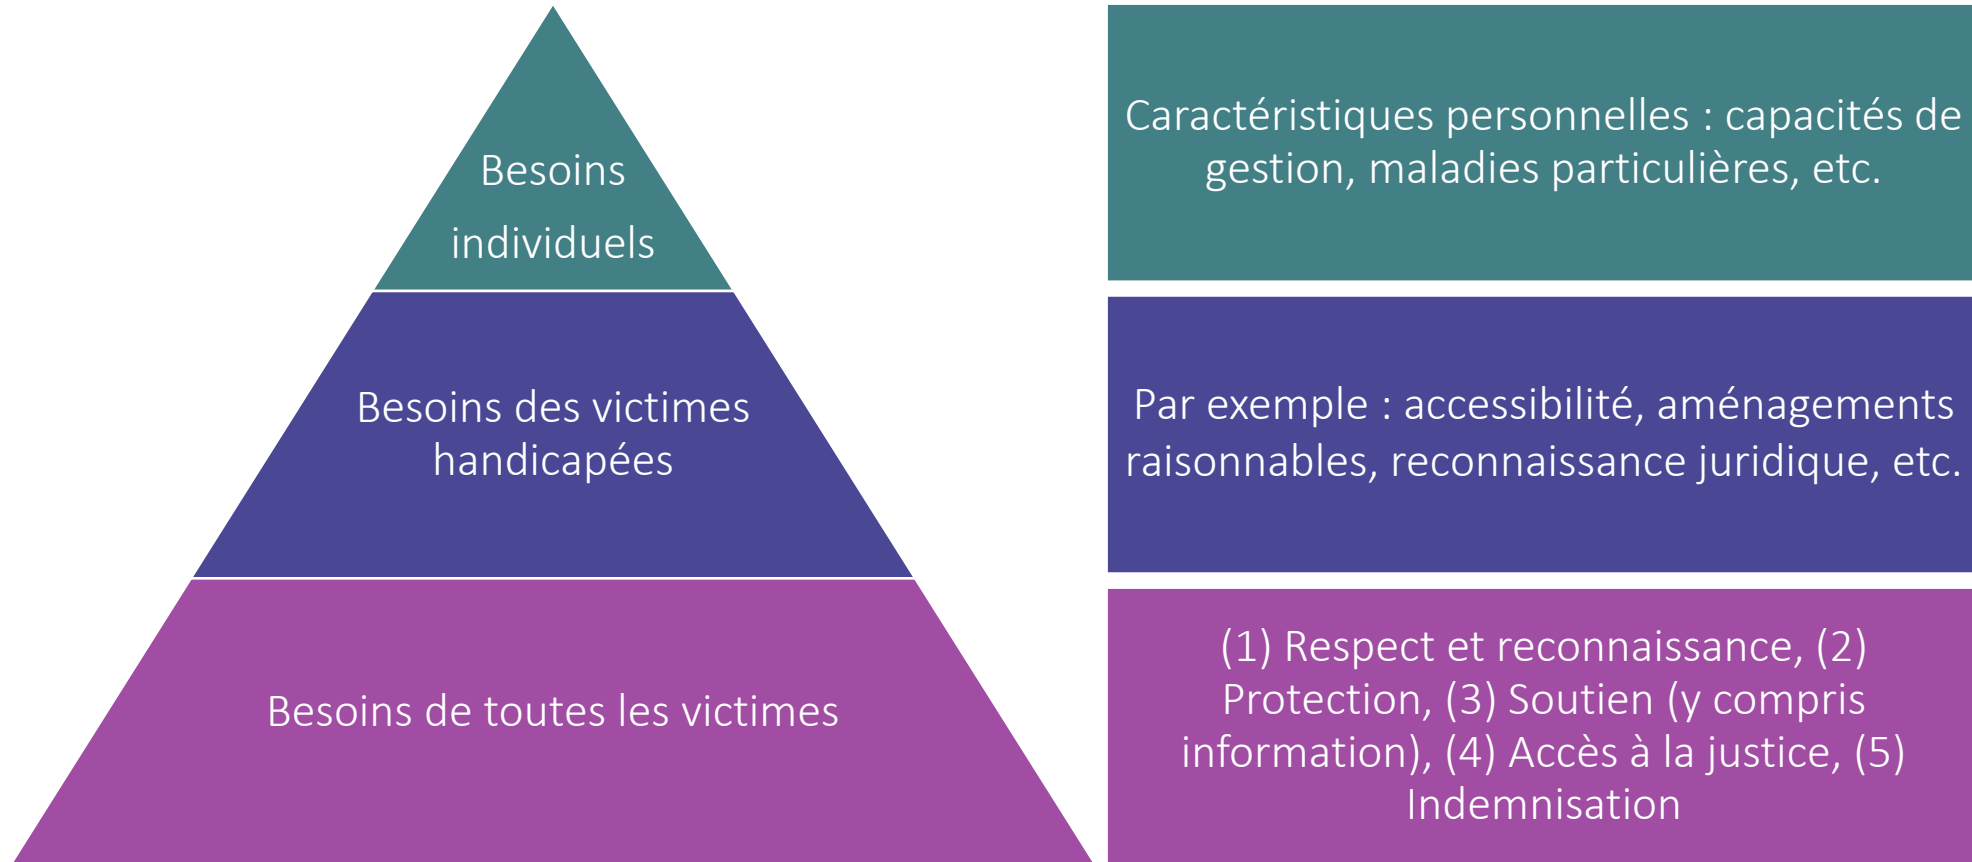 Besoins
individuels
Caractéristiques personnelles : capacités de
gestion, maladies particulières, etc.
Besoins des victimes
handicapées
Par exemple : accessibilité, aménagements
raisonnables, reconnaissance juridique, etc.
Besoins de toutes les victimes
(1) Respect et reconnaissance, (2)
Protection, (3) Soutien (y compris
information), (4) Accès à la justice, (5)
Indemnisation